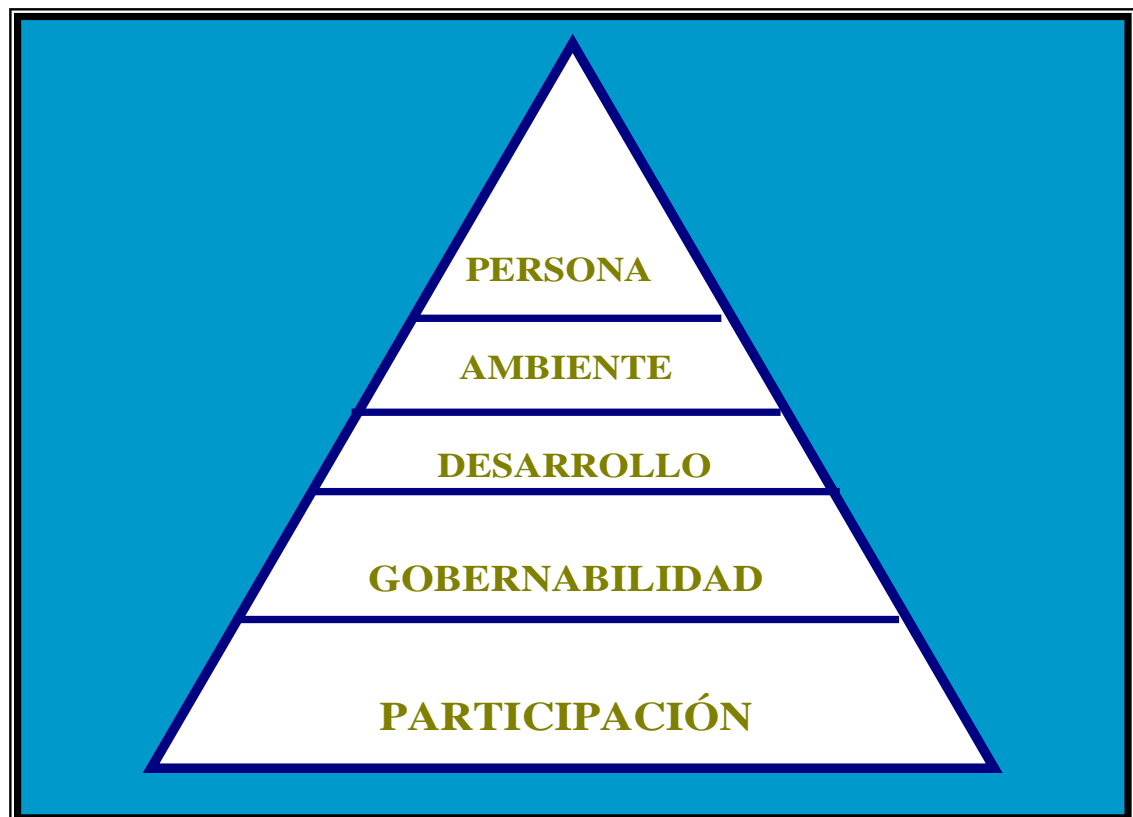 PERSONA
AMBIENTE
DESARROLLO
GOBERNABILIDAD
PARTICIPACIÓN